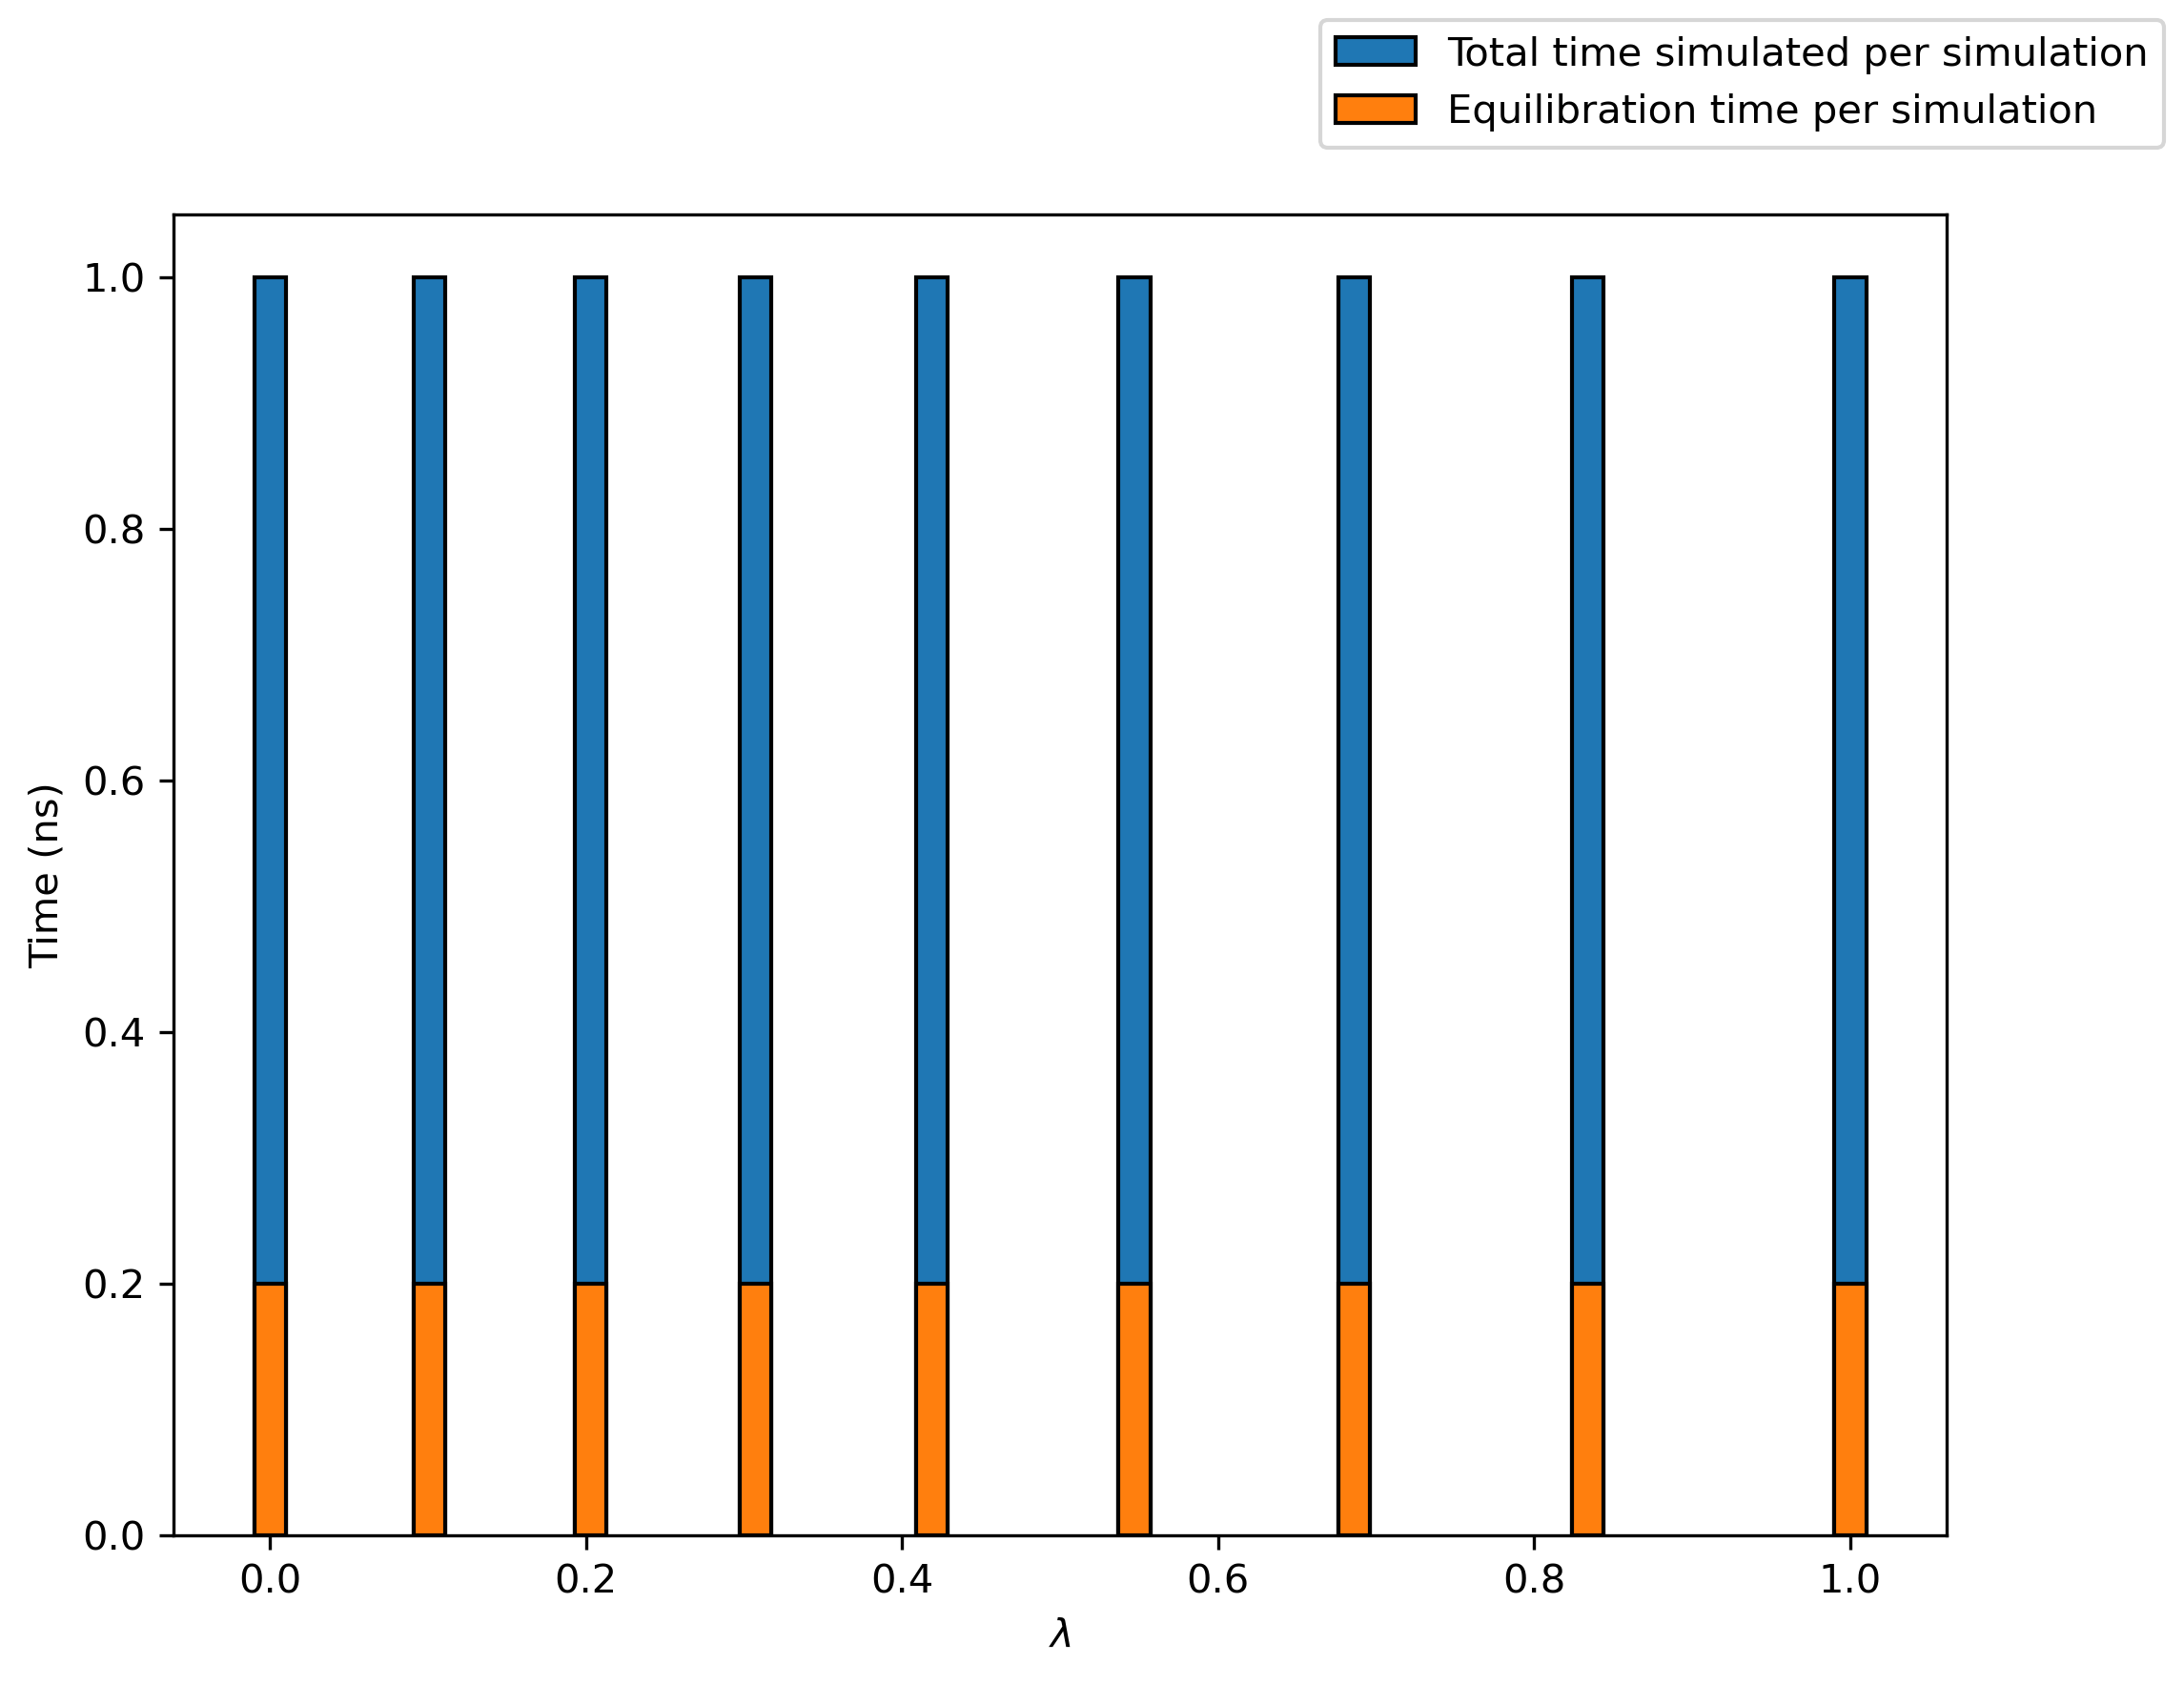 Total time simulated per simulation
Equilibration time per simulation
1.0
0.8
0.6
0.4
0.2
0.0
Time (ns)
0.0 0.2 0.4 0.6 0.8 1.0
λ